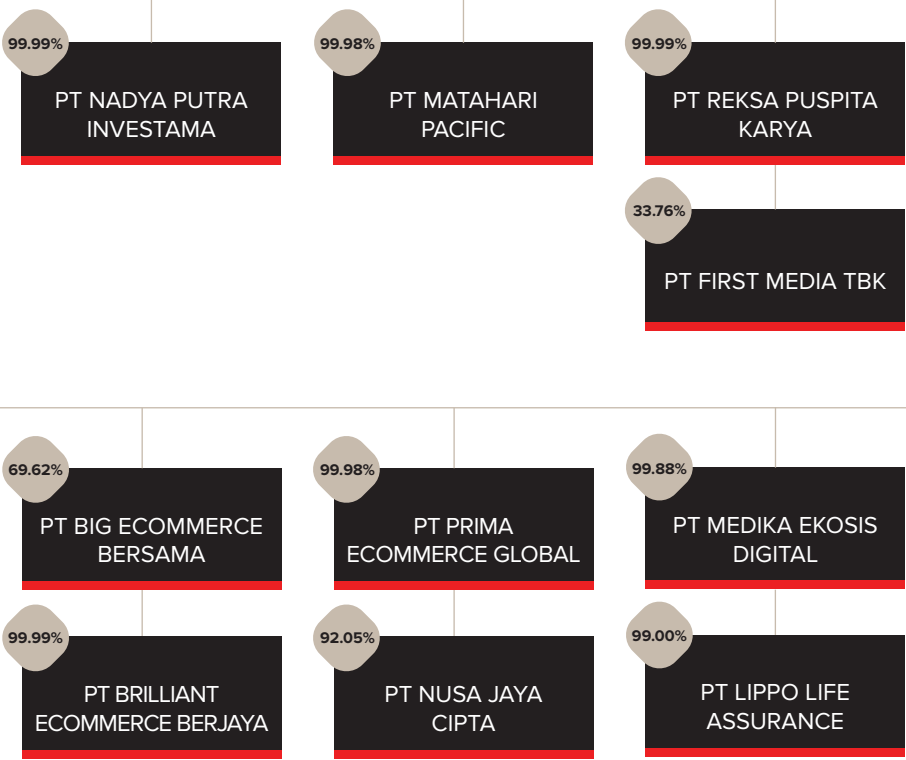 99.99%
PT NADYA PUTRA
INVESTAMA
99.98%
PT MATAHARI
PACIFIC
99.99%
PT REKSA PUSPITA
KARYA
33.76%
PT FIRST MEDIA TBK
69.62%
PT BIG ECOMMERCE
BERSAMA
99.98%
PT PRIMA
ECOMMERCE GLOBAL
99.88%
PT MEDIKA EKOSIS
DIGITAL
99.99%
PT BRILLIANT
ECOMMERCE BERJAYA
92.05%
PT NUSA JAYA
CIPTA
99.00%
PT LIPPO LIFE
ASSURANCE